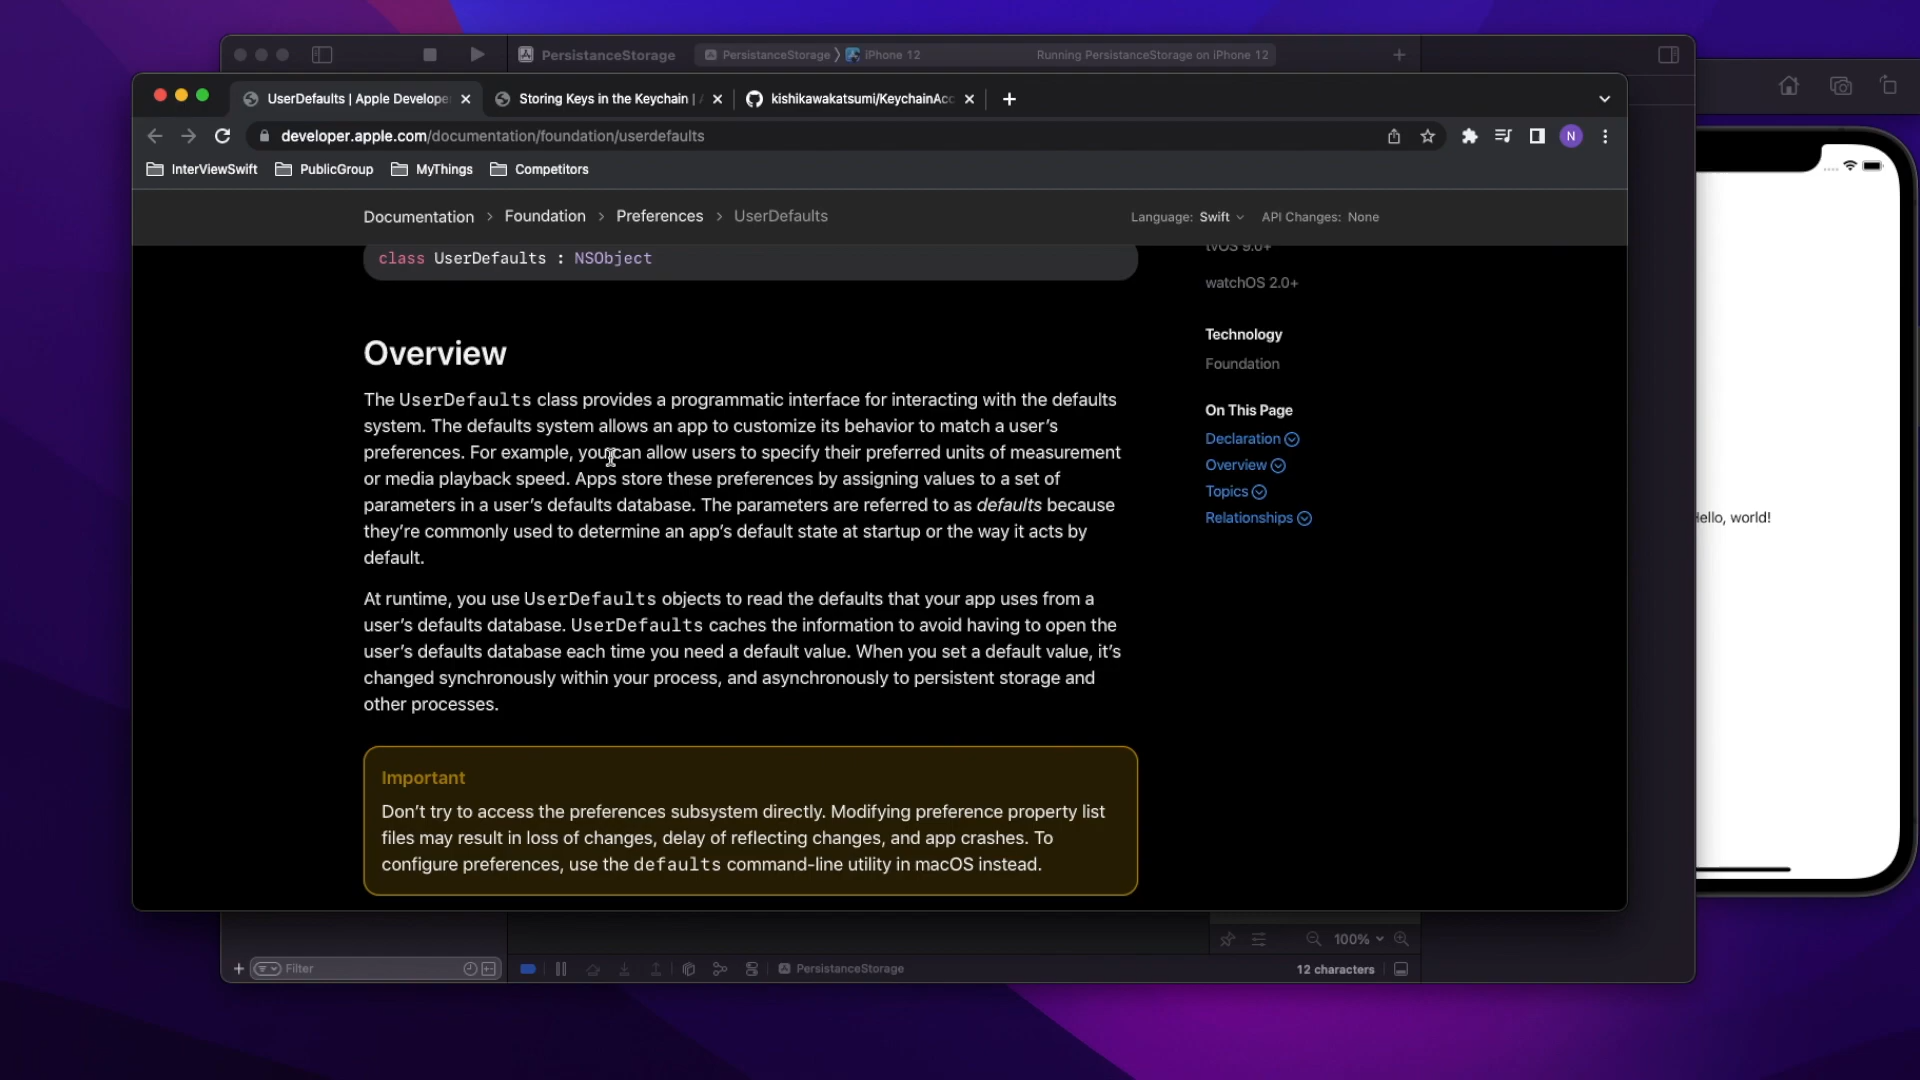 PersistanceStorage
PersistanceStorage
iPhone 12
Running PersistanceStorage on iPhone 12
UserDefaults | Apple Develope
Storing Keys in the Keychain |
kishikawakatsumi/KeychainAcc
developer.apple.com/documentation/foundation/userdefaults
N
InterViewSwift
PublicGroup
MyThings
Competitors
Documentation > Foundation > Preferences > UserDefaults
Language: Swift
API Changes: None
class UserDefaults : NSObject
tvOS 9.0+
watchOS 2.0+
Technology
Foundation
On This Page
Declaration
Overview
Topics
Relationships
Overview
The UserDefaults class provides a programmatic interface for interacting with the defaults
system. The defaults system allows an app to customize its behavior to match a user’s
preferences. For example, you can allow users to specify their preferred units of measurement
or media playback speed. Apps store these preferences by assigning values to a set of
parameters in a user’s defaults database. The parameters are referred to as defaults because
they’re commonly used to determine an app’s default state at startup or the way it acts by
default.
At runtime, you use UserDefaults objects to read the defaults that your app uses from a
user’s defaults database. UserDefaults caches the information to avoid having to open the
user’s defaults database each time you need a default value. When you set a default value, it’s
changed synchronously within your process, and asynchronously to persistent storage and
other processes.
Important
Don’t try to access the preferences subsystem directly. Modifying preference property list
files may result in loss of changes, delay of reflecting changes, and app crashes. To
configure preferences, use the defaults command-line utility in macOS instead.
Hello, world!
100%
Filter
PersistanceStorage
12 characters